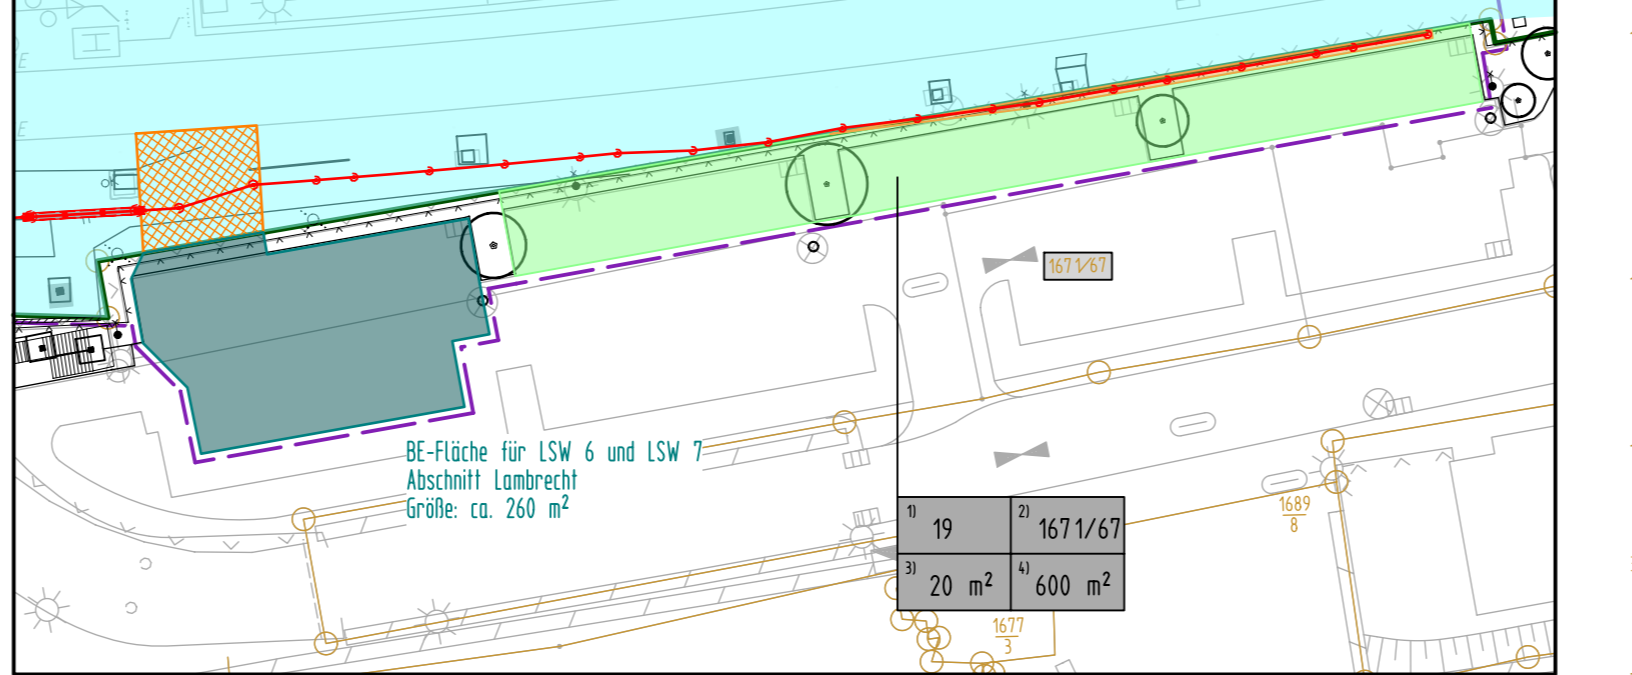 E
E
1671/67
BE-Fläche für LSW 6 und LSW 7
Abschnitt Lambrecht
Größe: ca. 260 m²
1) 19 2) 1671/67
3) 20 m² 4) 600 m²
1689
8
1677
3